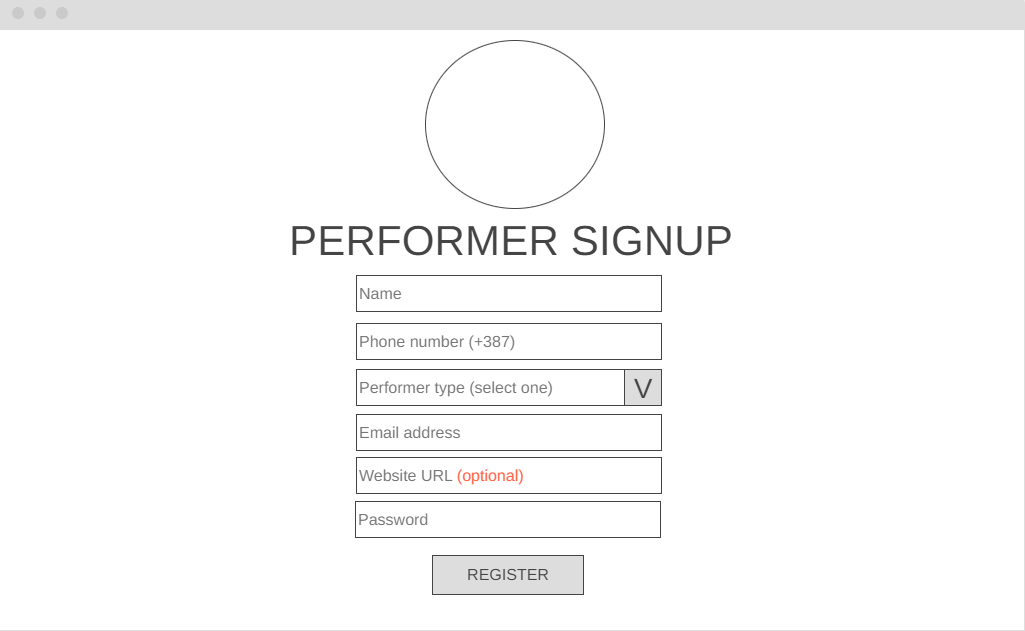 PERFORMER SIGNUP
Name
Phone number (+387)
Performer type (select one) V
Email address
Website URL (optional)
Password
REGISTER